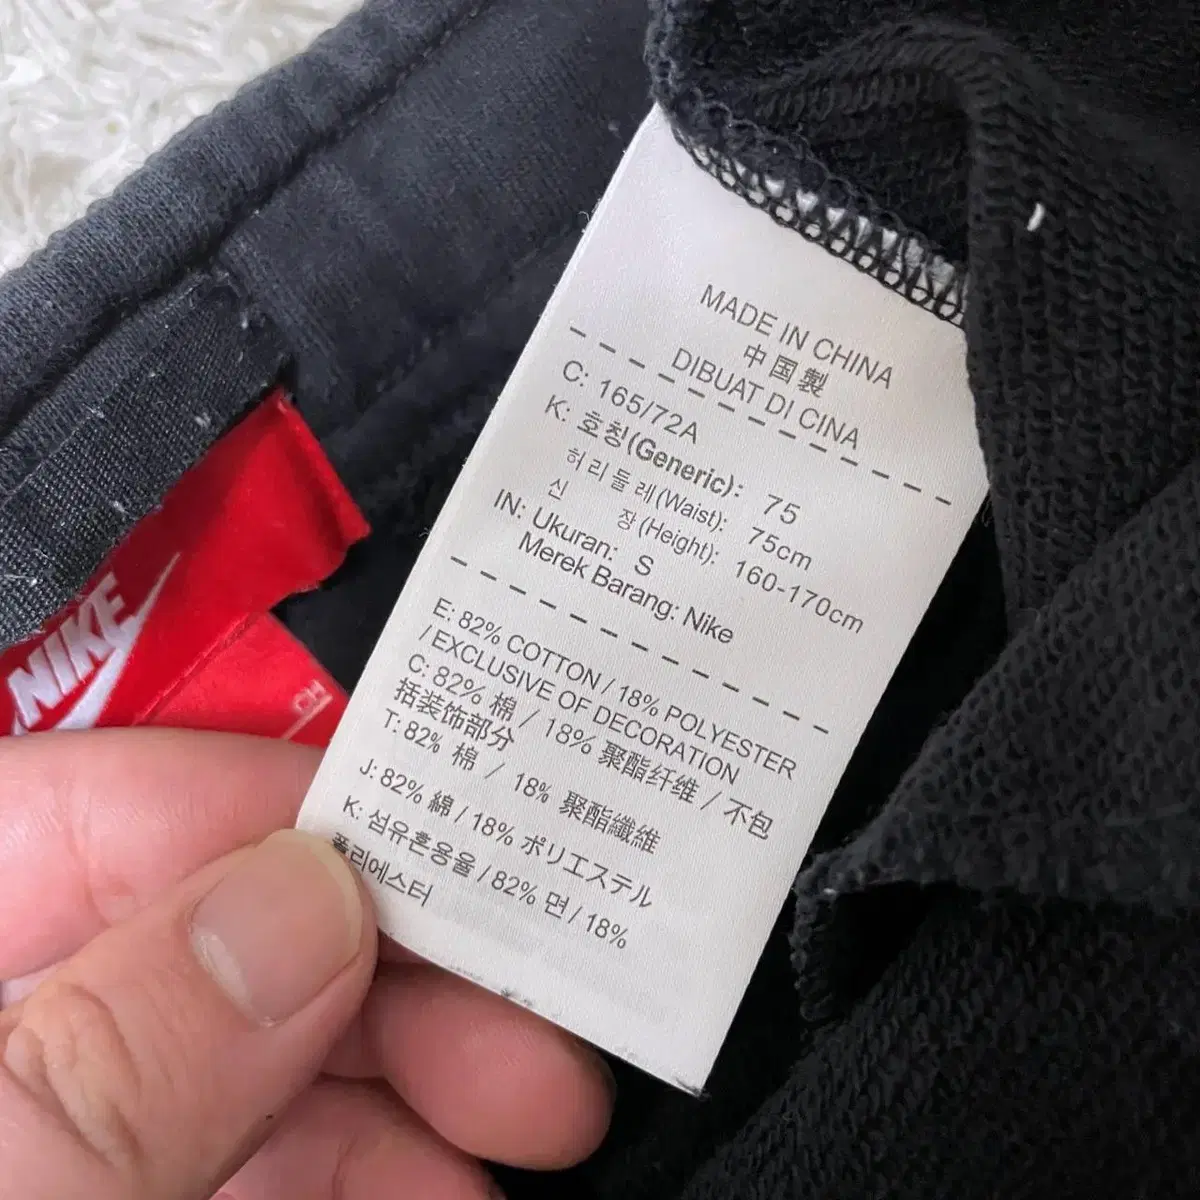 MADE IN CHINA
中国製
DIBUAT DI CINA
C: 165/72A
K: 호칭(Generic): 75
허리둘레(Waist): 75cm
신 장(Height): 160-170cm
IN: Ukuran: S
Merek Barang: Nike
E: 82% COTTON / 18% POLYESTER
/ EXCLUSIVE OF DECORATION
C: 82% 棉 / 18% 聚酯纤维 / 不包
括装饰部分
T: 82% 棉 / 18% 聚酯纖維
J: 82% 綿 / 18% ポリエステル
K: 섬유혼용율 / 82% 면 / 18%
폴리에스터
NIKE